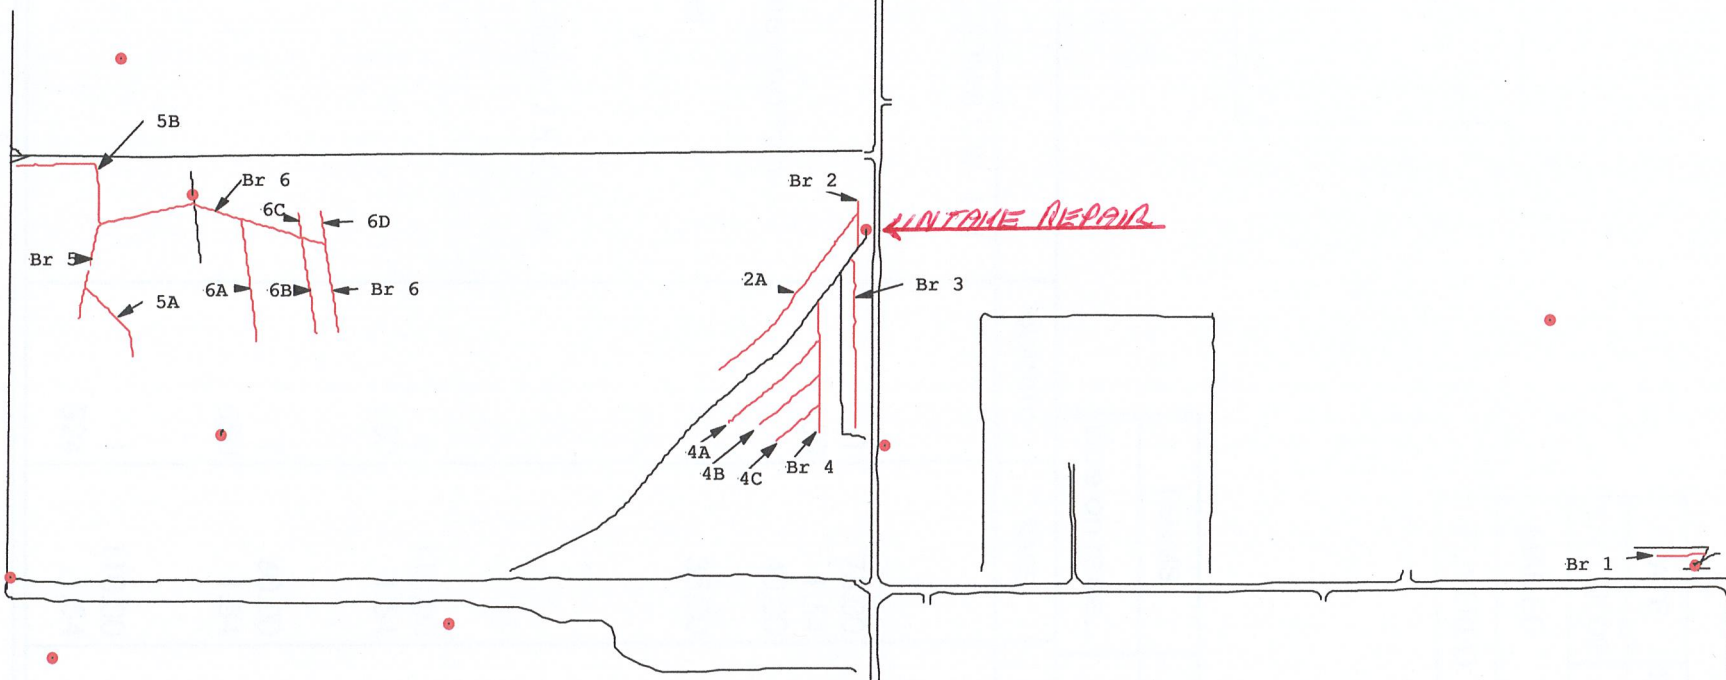 5B
Br 6
Br 2
6C
6D
INTAKE REPAIR
Br 5
2A
Br 3
5A
6A
6B
Br 6
4A
4B
4C
Br 4
Br 1